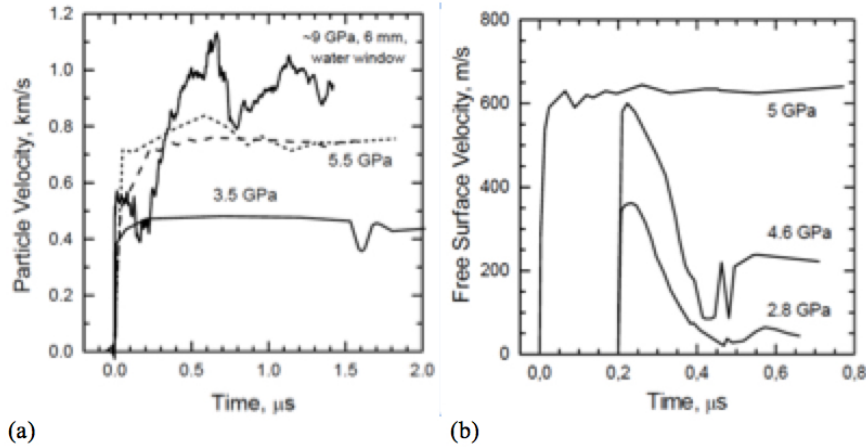 1.2
1.0
0.8
0.6
0.4
0.2
0.0
Particle Velocity, km/s
~9 GPa, 6 mm,
water window
5.5 GPa
3.5 GPa
0.0 0.5 1.0 1.5 2.0
Time, μs
(a)
800
600
400
200
0
Free Surface Velocity, m/s
5 GPa
4.6 GPa
2.8 GPa
0,0 0,2 0,4 0,6 0,8
Time, μs
(b)